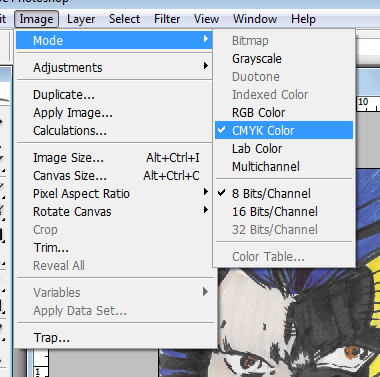 Photoshop
it Image Layer Select Filter View Window Help
Mode
Adjustments
Duplicate...
Apply Image...
Calculations...
Image Size... Alt+Ctrl+I
Canvas Size... Alt+Ctrl+C
Pixel Aspect Ratio
Rotate Canvas
Crop
Trim...
Reveal All
Variables
Apply Data Set...
Trap...
Bitmap
Grayscale
Duotone
Indexed Color
RGB Color
CMYK Color
Lab Color
Multichannel
8 Bits/Channel
16 Bits/Channel
32 Bits/Channel
Color Table...
10
1